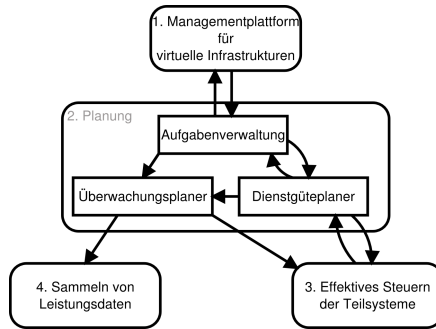 1. Managementplattform
für
virtuelle Infrastrukturen
2. Planung
Aufgabenverwaltung
Überwachungsplaner
Dienstgüteplaner
4. Sammeln von
Leistungsdaten
3. Effektives Steuern
der Teilsysteme